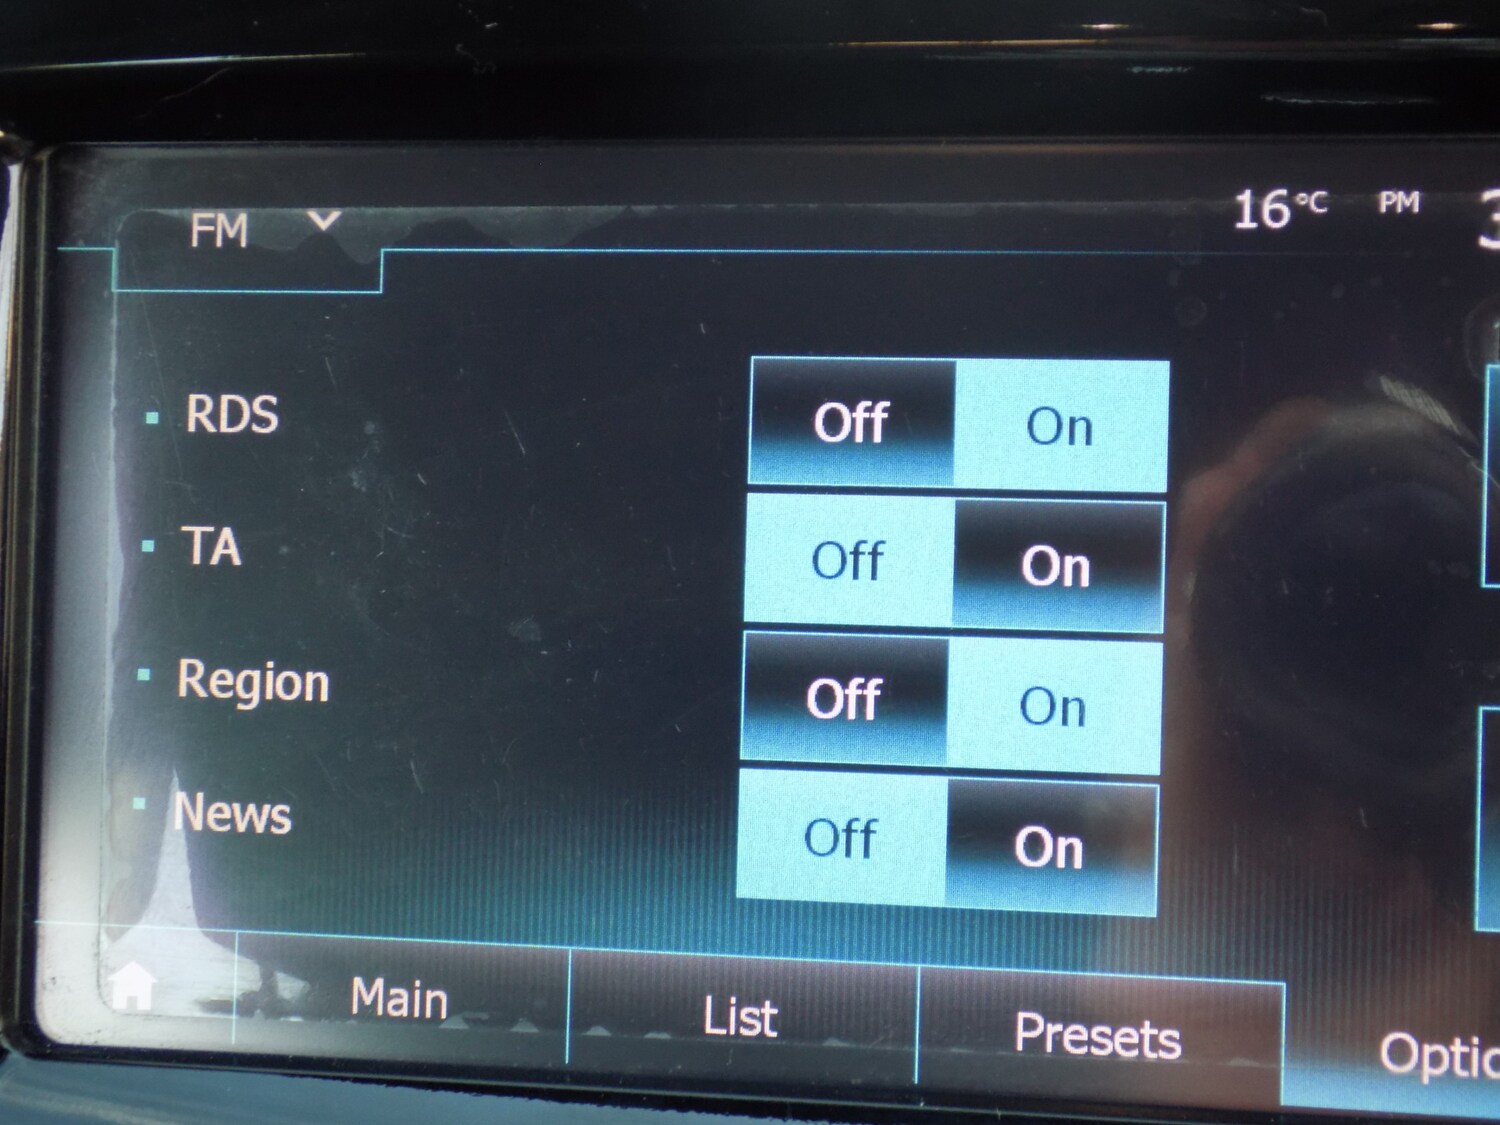 FM 16°C PM
RDS Off On
TA Off On
Region Off On
News Off On
Main List Presets